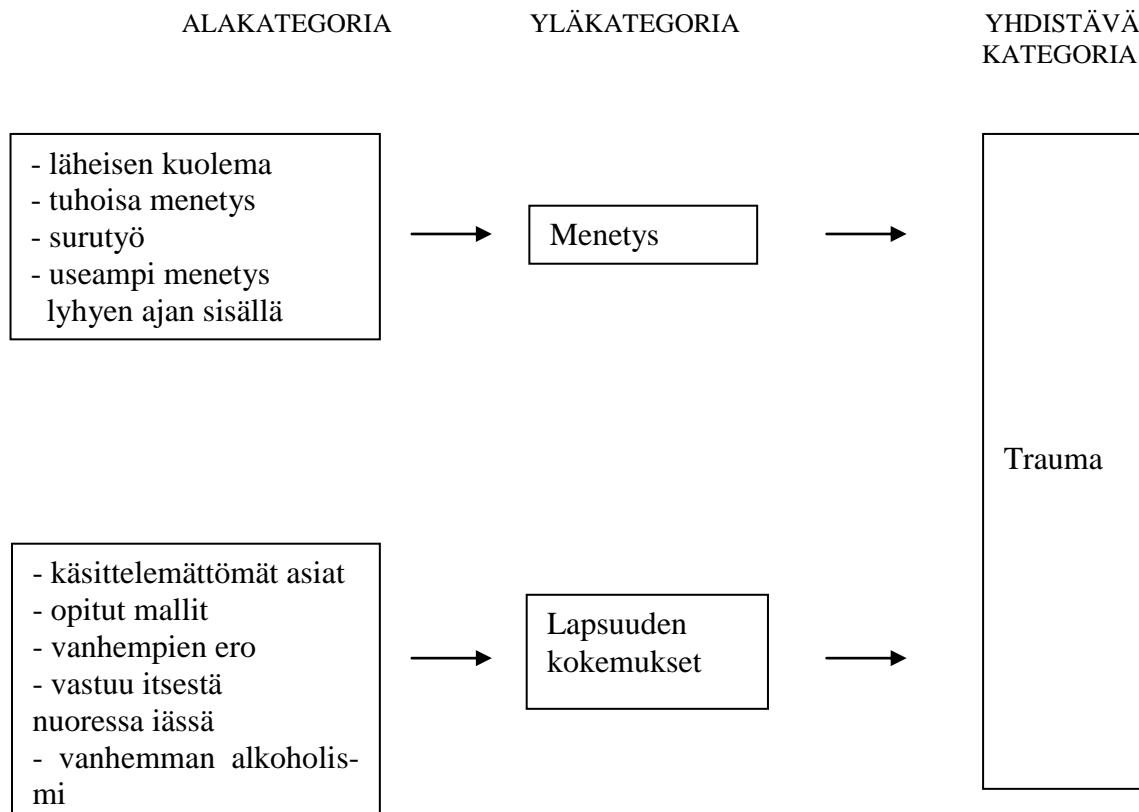 ALAKATEGORIA YLÄKATEGORIA YHDISTÄVÄ
KATEGORIA
- läheisen kuolema
- tuhoisa menetys
- surutyö
- useampi menetys
lyhyen ajan sisällä
Menetys
Trauma
- käsittelemättömät asiat
- opitut mallit
- vanhempien ero
- vastuu itsestä
nuoressa iässä
- vanhemman alkoholis-
mi
Lapsuuden
kokemukset